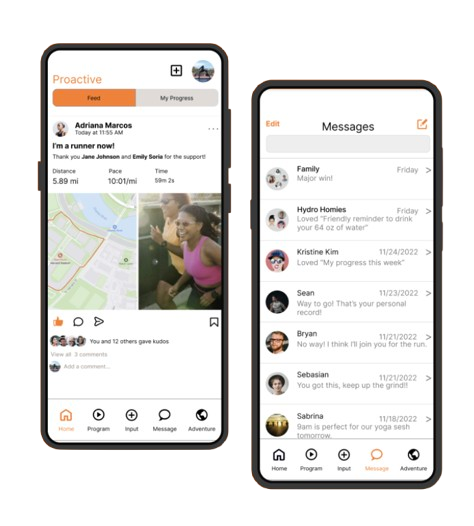 Proactive
Feed
My Progress
Adriana Marcos
Today at 11:55 AM
I'm a runner now!
Thank you Jane Johnson and Emily Soria for the support!
Distance
Pace
Time
5.89 mi
10:01/mi
59m 2s
You and 12 others gave kudos
View all 3 comments
Add a comment...
Home
Program
Input
Message
Adventure
Edit
Messages
Family
Friday >
Major win!
Hydro Homies
Friday >
Loved "Friendly reminder to drink
your 64 oz of water"
Kristine Kim
11/24/2022 >
Loved "My progress this week"
Sean
11/23/2022 >
Way to go! That's your personal
record!
Bryan
11/21/2022 >
No way! I think I'll join you for the run.
Sebasian
11/21/2022 >
You got this, keep up the grind!!
Sabrina
11/18/2022 >
9am is perfect for our yoga sesh
tomorrow.
Home
Program
Input
Message
Adventure